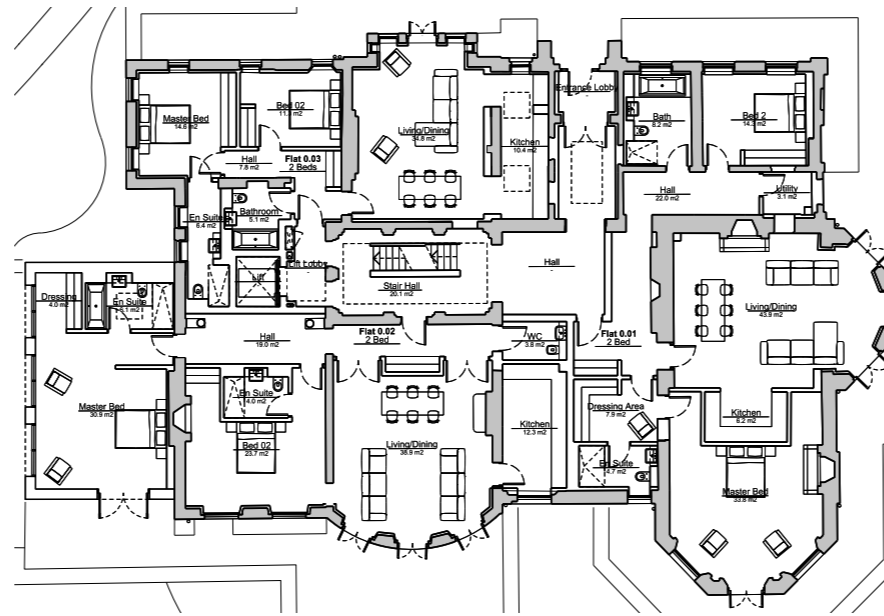 Entrance Lobby
Master Bed
14.6 m2
Bed 02
Living/Dining
34.8 m2
Kitchen
10.4 m2
Bath
8.2 m2
Bed 2
14.3 m2
Hall
7.8 m2
Flat 0.03
2 Beds
En Suite
6.4 m2
Bathroom
5.1 m2
Hall
22.0 m2
Utility
3.1 m2
Lift
Lift Lobby
Stair Hall
20.1 m2
Hall
Dressing
4.0 m2
En Suite
Living/Dining
43.9 m2
Hall
19.0 m2
Flat 0.02
2 Bed
WC
3.8 m2
Flat 0.01
2 Bed
Master Bed
30.9 m2
En Suite
4.0 m2
Bed 02
23.7 m2
Living/Dining
38.9 m2
Kitchen
12.3 m2
Dressing Area
7.9 m2
Kitchen
6.2 m2
En Suite
4.7 m2
Master Bed
33.8 m2